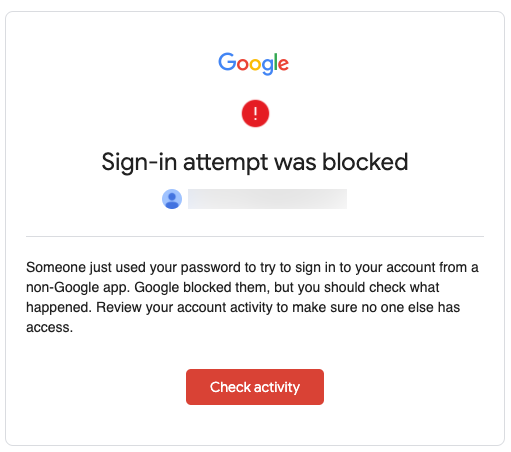 Google
!
Sign-in attempt was blocked
Someone just used your password to try to sign in to your account from a
non-Google app. Google blocked them, but you should check what
happened. Review your account activity to make sure no one else has
access.
Check activity